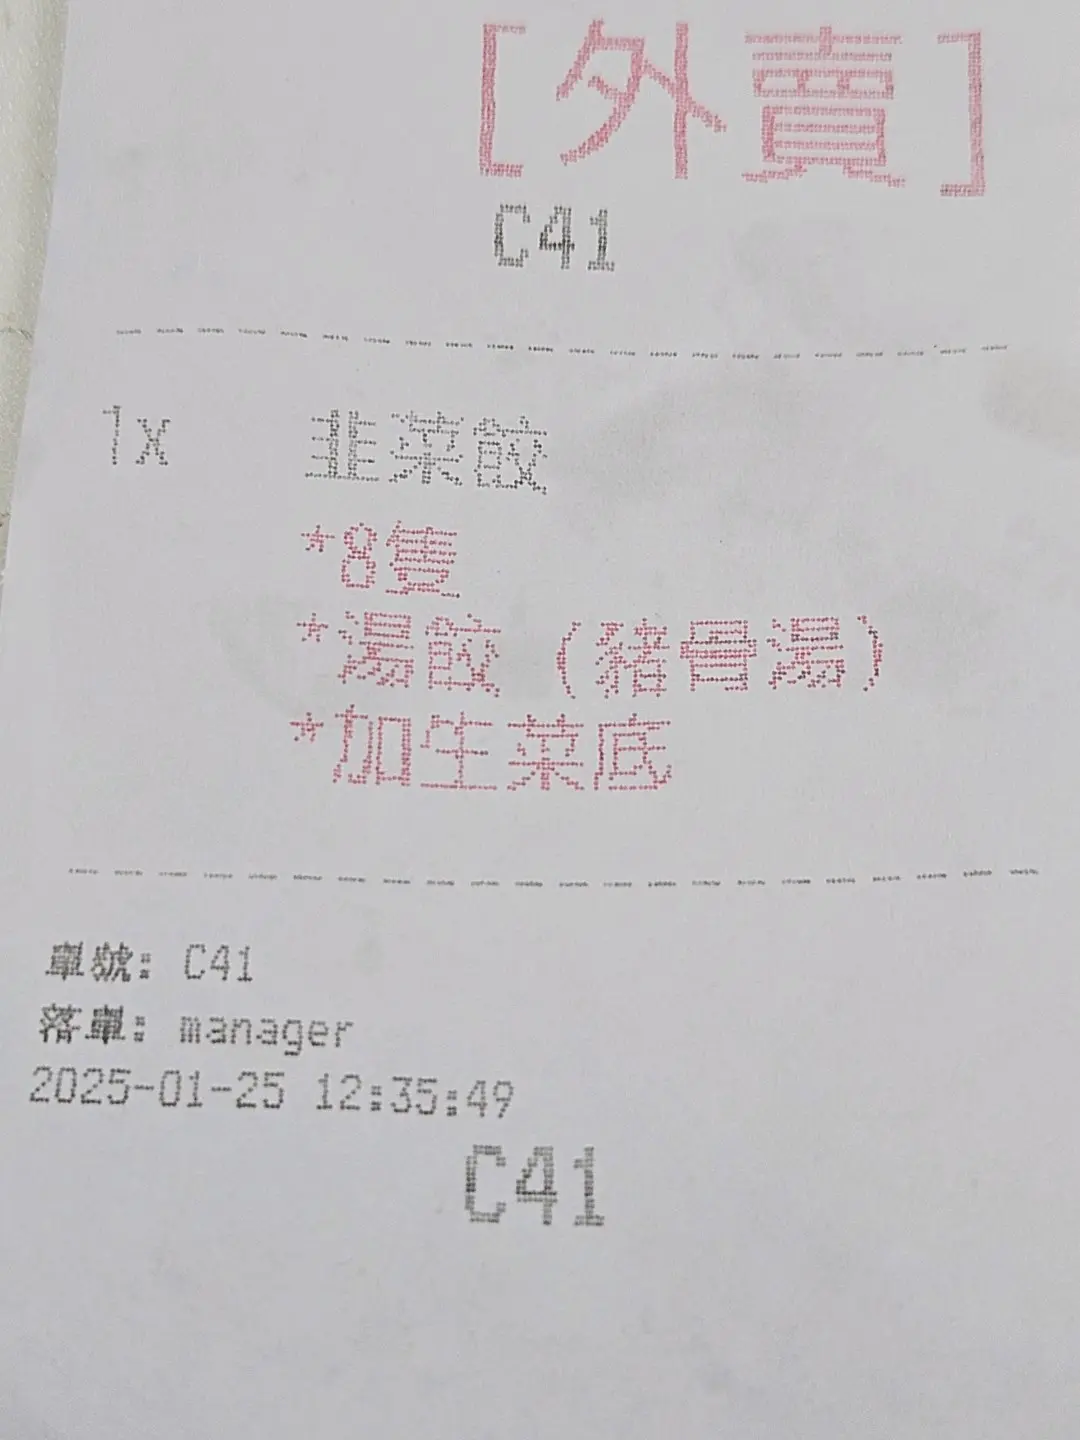 [外賣]
C41
1x 韭菜餃
*8隻
*湯餃 (豬骨湯)
*加生菜底
單號: C41
落單: manager
2025-01-25 12:35:49
C41